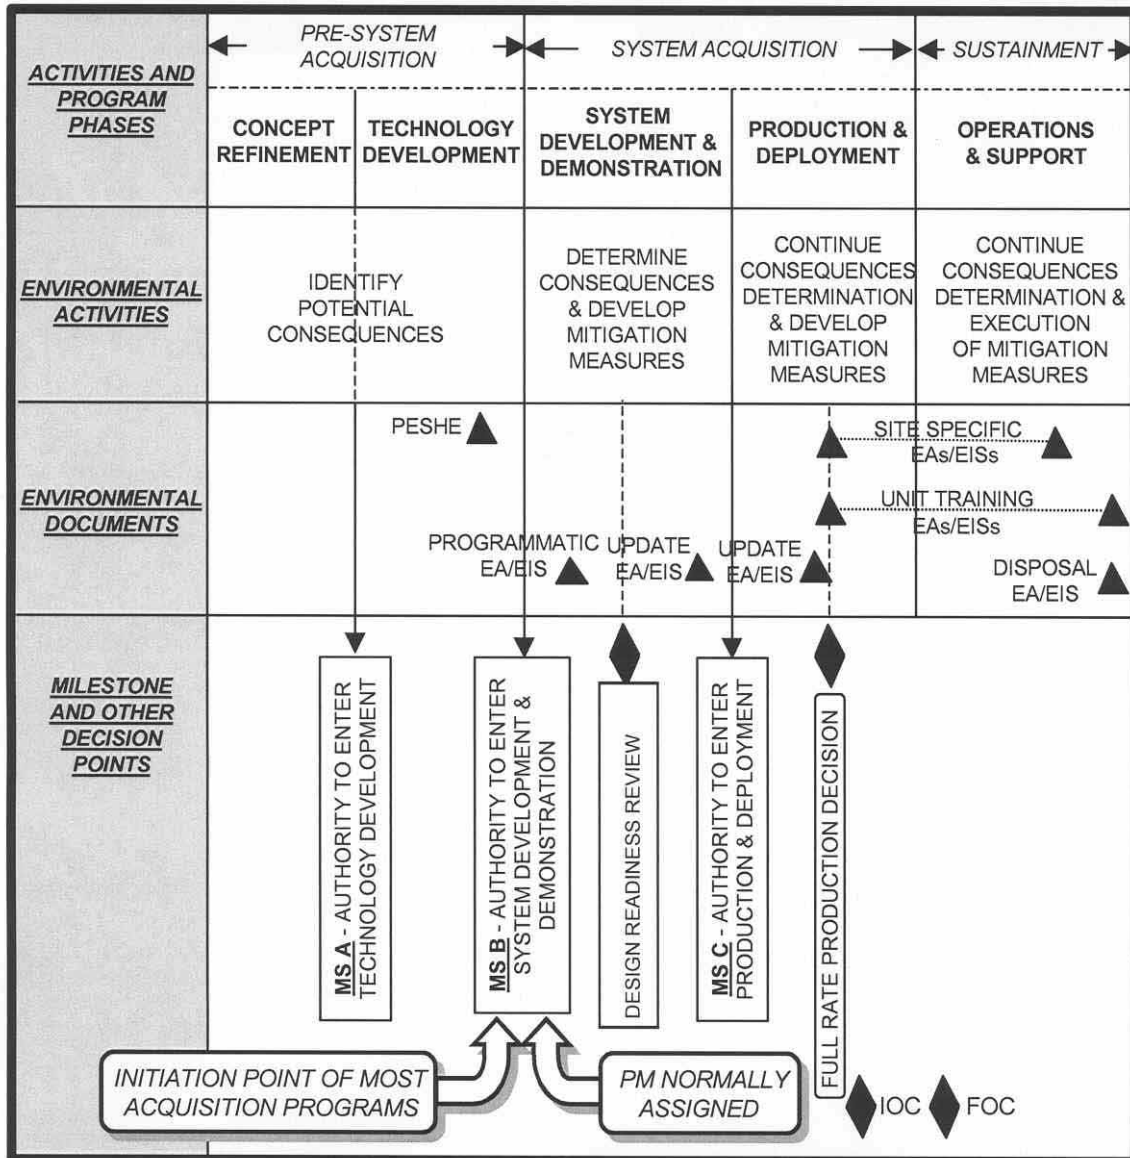 ACTIVITIES AND
PROGRAM
PHASES
PRE-SYSTEM
ACQUISITION
SYSTEM ACQUISITION
SUSTAINMENT
CONCEPT
REFINEMENT
TECHNOLOGY
DEVELOPMENT
SYSTEM
DEVELOPMENT &
DEMONSTRATION
PRODUCTION &
DEPLOYMENT
OPERATIONS
& SUPPORT
ENVIRONMENTAL
ACTIVITIES
IDENTIFY
POTENTIAL
CONSEQUENCES
DETERMINE
CONSEQUENCES
& DEVELOP
MITIGATION
MEASURES
CONTINUE
CONSEQUENCES
DETERMINATION
& DEVELOP
MITIGATION
MEASURES
CONTINUE
CONSEQUENCES
DETERMINATION &
EXECUTION
OF MITIGATION
MEASURES
ENVIRONMENTAL
DOCUMENTS
PESHE
SITE SPECIFIC
EAs/EISs
UNIT TRAINING
EAs/EISs
PROGRAMMATIC
EA/EIS
UPDATE
EA/EIS
UPDATE
EA/EIS
DISPOSAL
EA/EIS
MILESTONE
AND OTHER
DECISION
POINTS
MS A - AUTHORITY TO ENTER
TECHNOLOGY DEVELOPMENT
MS B - AUTHORITY TO ENTER
SYSTEM DEVELOPMENT &
DEMONSTRATION
DESIGN READINESS REVIEW
MS C - AUTHORITY TO ENTER
PRODUCTION & DEPLOYMENT
FULL RATE PRODUCTION DECISION
INITIATION POINT OF MOST
ACQUISITION PROGRAMS
PM NORMALLY
ASSIGNED
IOC
FOC